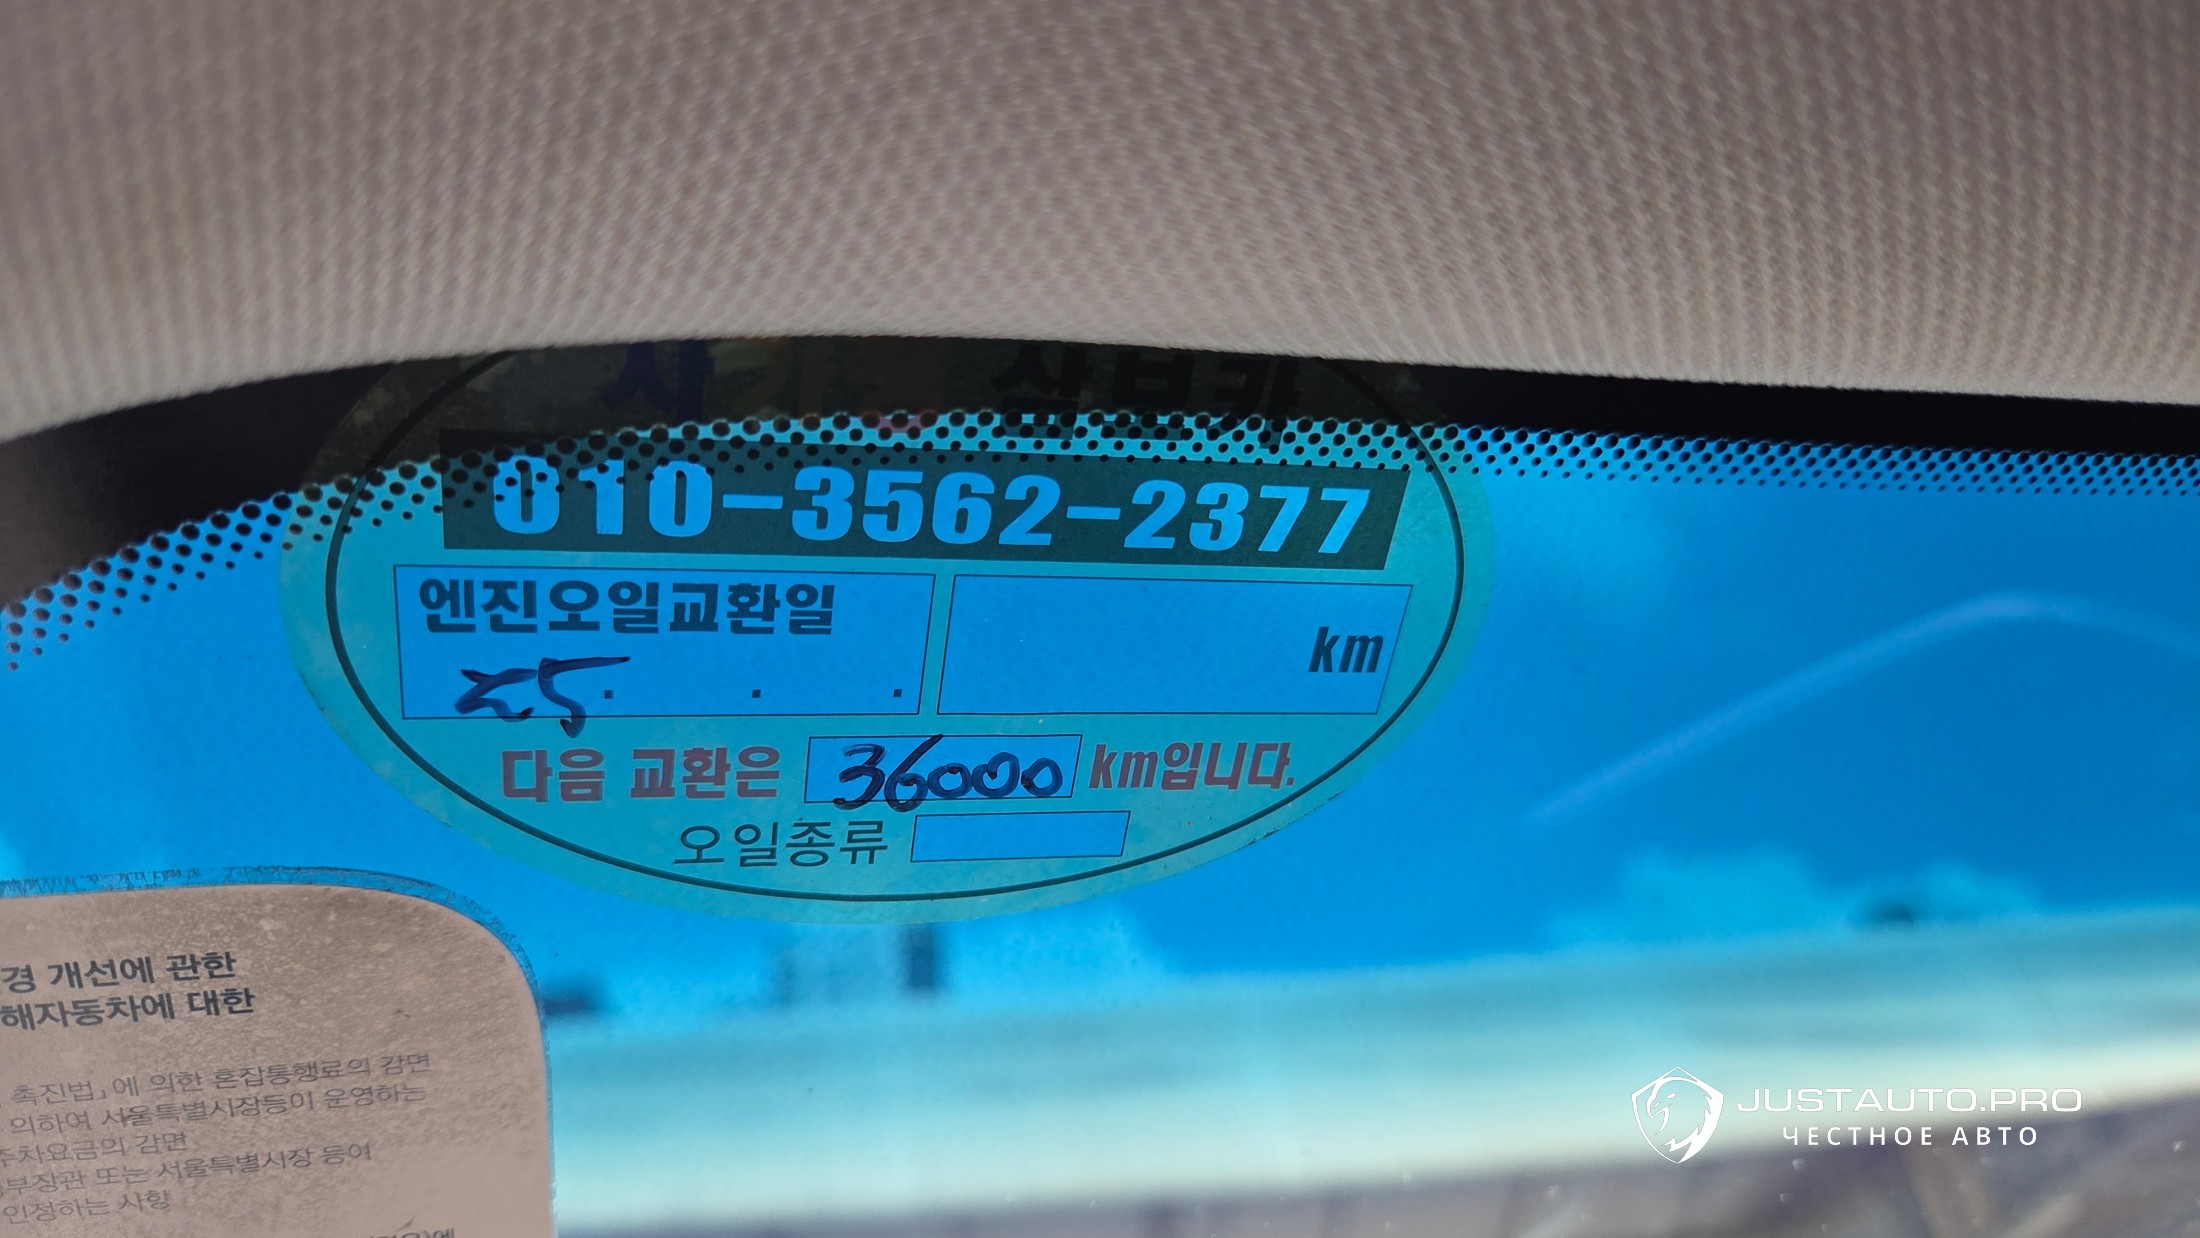 010-3562-2377
엔진오일교환일
25. . .
km
다음 교환은 36000 km입니다.
오일종류
경 개선에 관한
해자동차에 대한
촉진법」에 의한 혼잡통행료의 감면
의하여 서울특별시장등이 운영하는
주차요금의 감면
부장관 또는 서울특별시장 등이
인정하는 사항
JUSTAUTO.PRO
ЧЕСТНОЕ АВТО